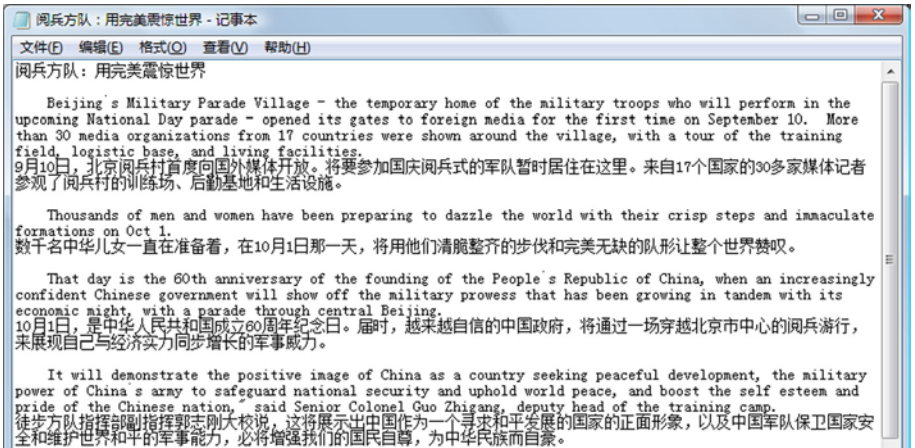 阅兵方队：用完美震惊世界 - 记事本
文件(F) 编辑(E) 格式(O) 查看(V) 帮助(H)
阅兵方队：用完美震惊世界
Beijing's Military Parade Village - the temporary home of the military troops who will perform in the
upcoming National Day parade - opened its gates to foreign media for the first time on September 10. More
than 30 media organizations from 17 countries were shown around the village, with a tour of the training
field, logistic base, and living facilities.
9月10日，北京阅兵村首度向国外媒体开放。将要参加国庆阅兵式的军队暂时居住在这里。来自17个国家的30多家媒体记者
参观了阅兵村的训练场、后勤基地和生活设施。
Thousands of men and women have been preparing to dazzle the world with their crisp steps and immaculate
formations on Oct 1.
数千名中华儿女一直在准备着，在10月1日那一天，将用他们清脆整齐的步伐和完美无缺的队形让整个世界赞叹。
That day is the 60th anniversary of the founding of the People's Republic of China, when an increasingly
confident Chinese government will show off the military prowess that has been growing in tandem with its
economic might, with a parade through central Beijing.
10月1日，是中华人民共和国成立60周年纪念日。届时，越来越自信的中国政府，将通过一场穿越北京市中心的阅兵游行，
来展现自己与经济实力同步增长的军事威力。
It will demonstrate the positive image of China as a country seeking peaceful development, the military
power of China's army to safeguard national security and uphold world peace, and boost the self esteem and
pride of the Chinese nation, "said Senior Colonel Guo Zhigang, deputy head of the training camp.
徒步方队指挥部副指挥郭志刚大校说，这将展示出中国作为一个寻求和平发展的国家的正面形象，以及中国军队保卫国家安
全和维护世界和平的军事能力，必将增强我们的国民自尊，为中华民族而自豪。